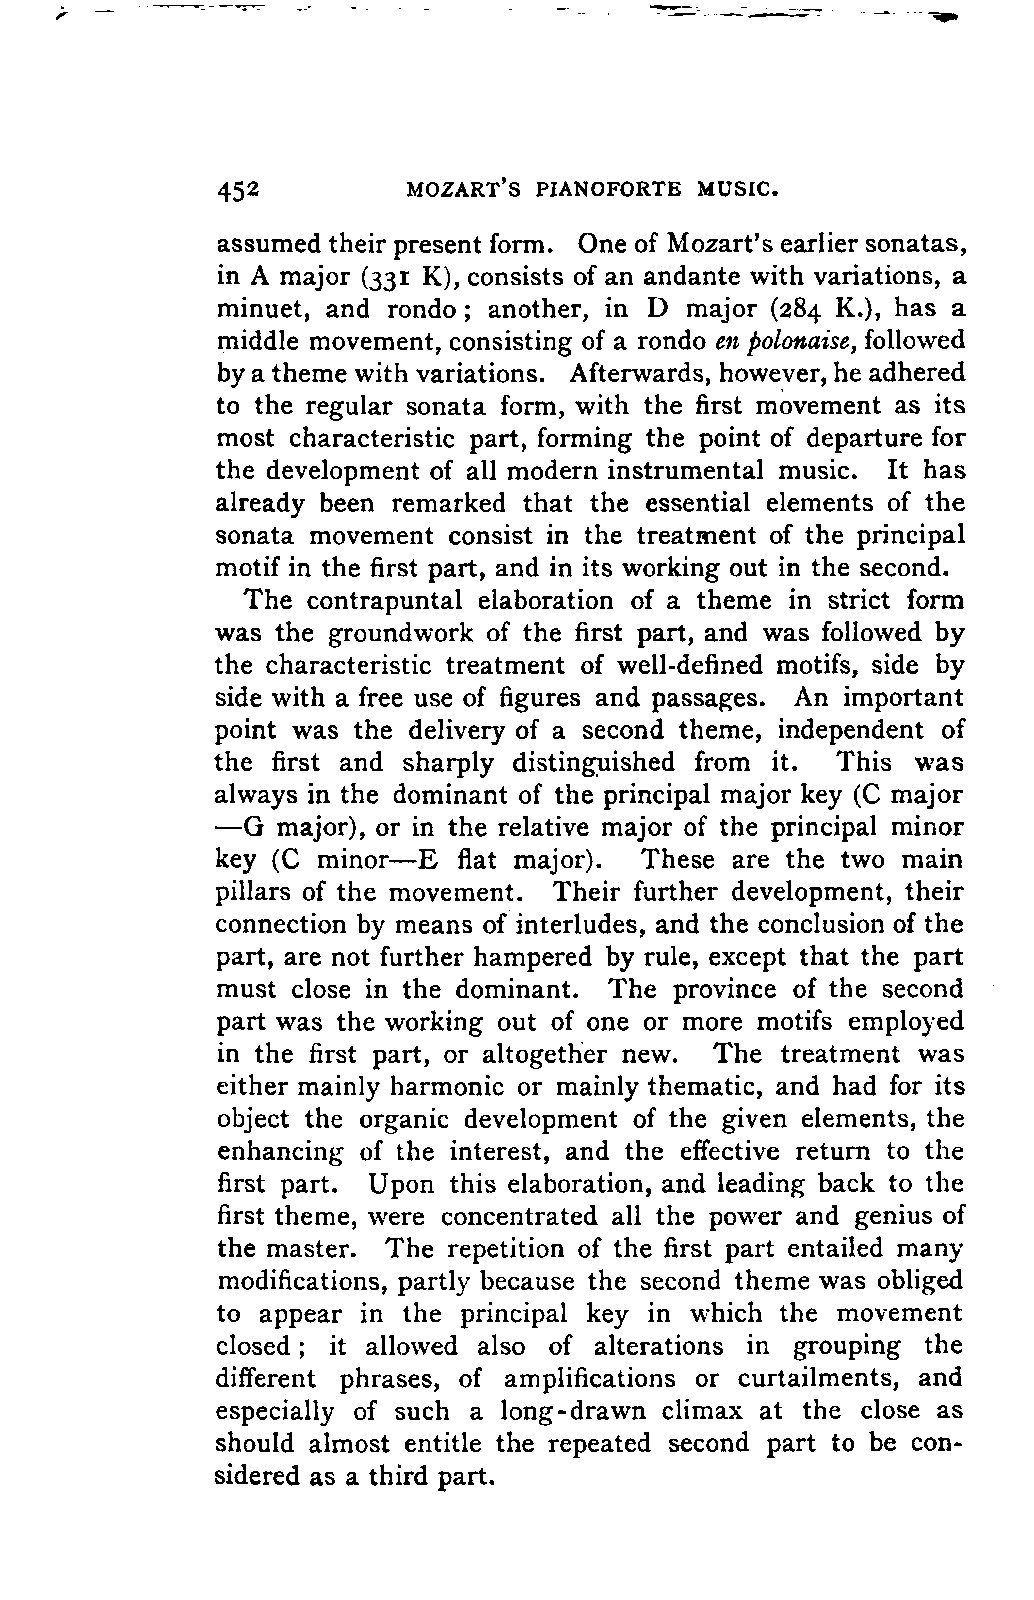 452 MOZART'S PIANOFORTE MUSIC.
assumed their present form. One of Mozart's earlier sonatas,
in A major (331 K), consists of an andante with variations, a
minuet, and rondo; another, in D major (284 K.), has a
middle movement, consisting of a rondo en polonaise, followed
by a theme with variations. Afterwards, however, he adhered
to the regular sonata form, with the first movement as its
most characteristic part, forming the point of departure for
the development of all modern instrumental music. It has
already been remarked that the essential elements of the
sonata movement consist in the treatment of the principal
motif in the first part, and in its working out in the second.
The contrapuntal elaboration of a theme in strict form
was the groundwork of the first part, and was followed by
the characteristic treatment of well-defined motifs, side by
side with a free use of figures and passages. An important
point was the delivery of a second theme, independent of
the first and sharply distinguished from it. This was
always in the dominant of the principal major key (C major
—G major), or in the relative major of the principal minor
key (C minor—E flat major). These are the two main
pillars of the movement. Their further development, their
connection by means of interludes, and the conclusion of the
part, are not further hampered by rule, except that the part
must close in the dominant. The province of the second
part was the working out of one or more motifs employed
in the first part, or altogether new. The treatment was
either mainly harmonic or mainly thematic, and had for its
object the organic development of the given elements, the
enhancing of the interest, and the effective return to the
first part. Upon this elaboration, and leading back to the
first theme, were concentrated all the power and genius of
the master. The repetition of the first part entailed many
modifications, partly because the second theme was obliged
to appear in the principal key in which the movement
closed; it allowed also of alterations in grouping the
different phrases, of amplifications or curtailments, and
especially of such a long-drawn climax at the close as
should almost entitle the repeated second part to be con-
sidered as a third part.